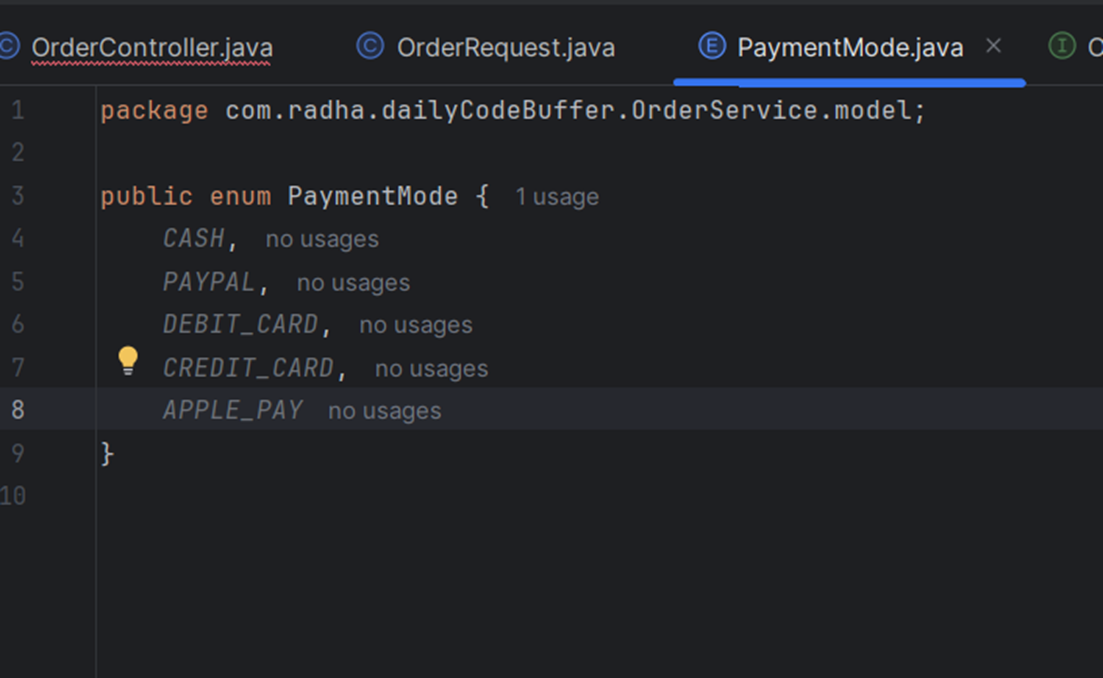 OrderController.java OrderRequest.java PaymentMode.java
1 package com.radha.dailyCodeBuffer.OrderService.model;
2
3 public enum PaymentMode { 1 usage
4 CASH, no usages
5 PAYPAL, no usages
6 DEBIT_CARD, no usages
7 CREDIT_CARD, no usages
8 APPLE_PAY no usages
9 }
10